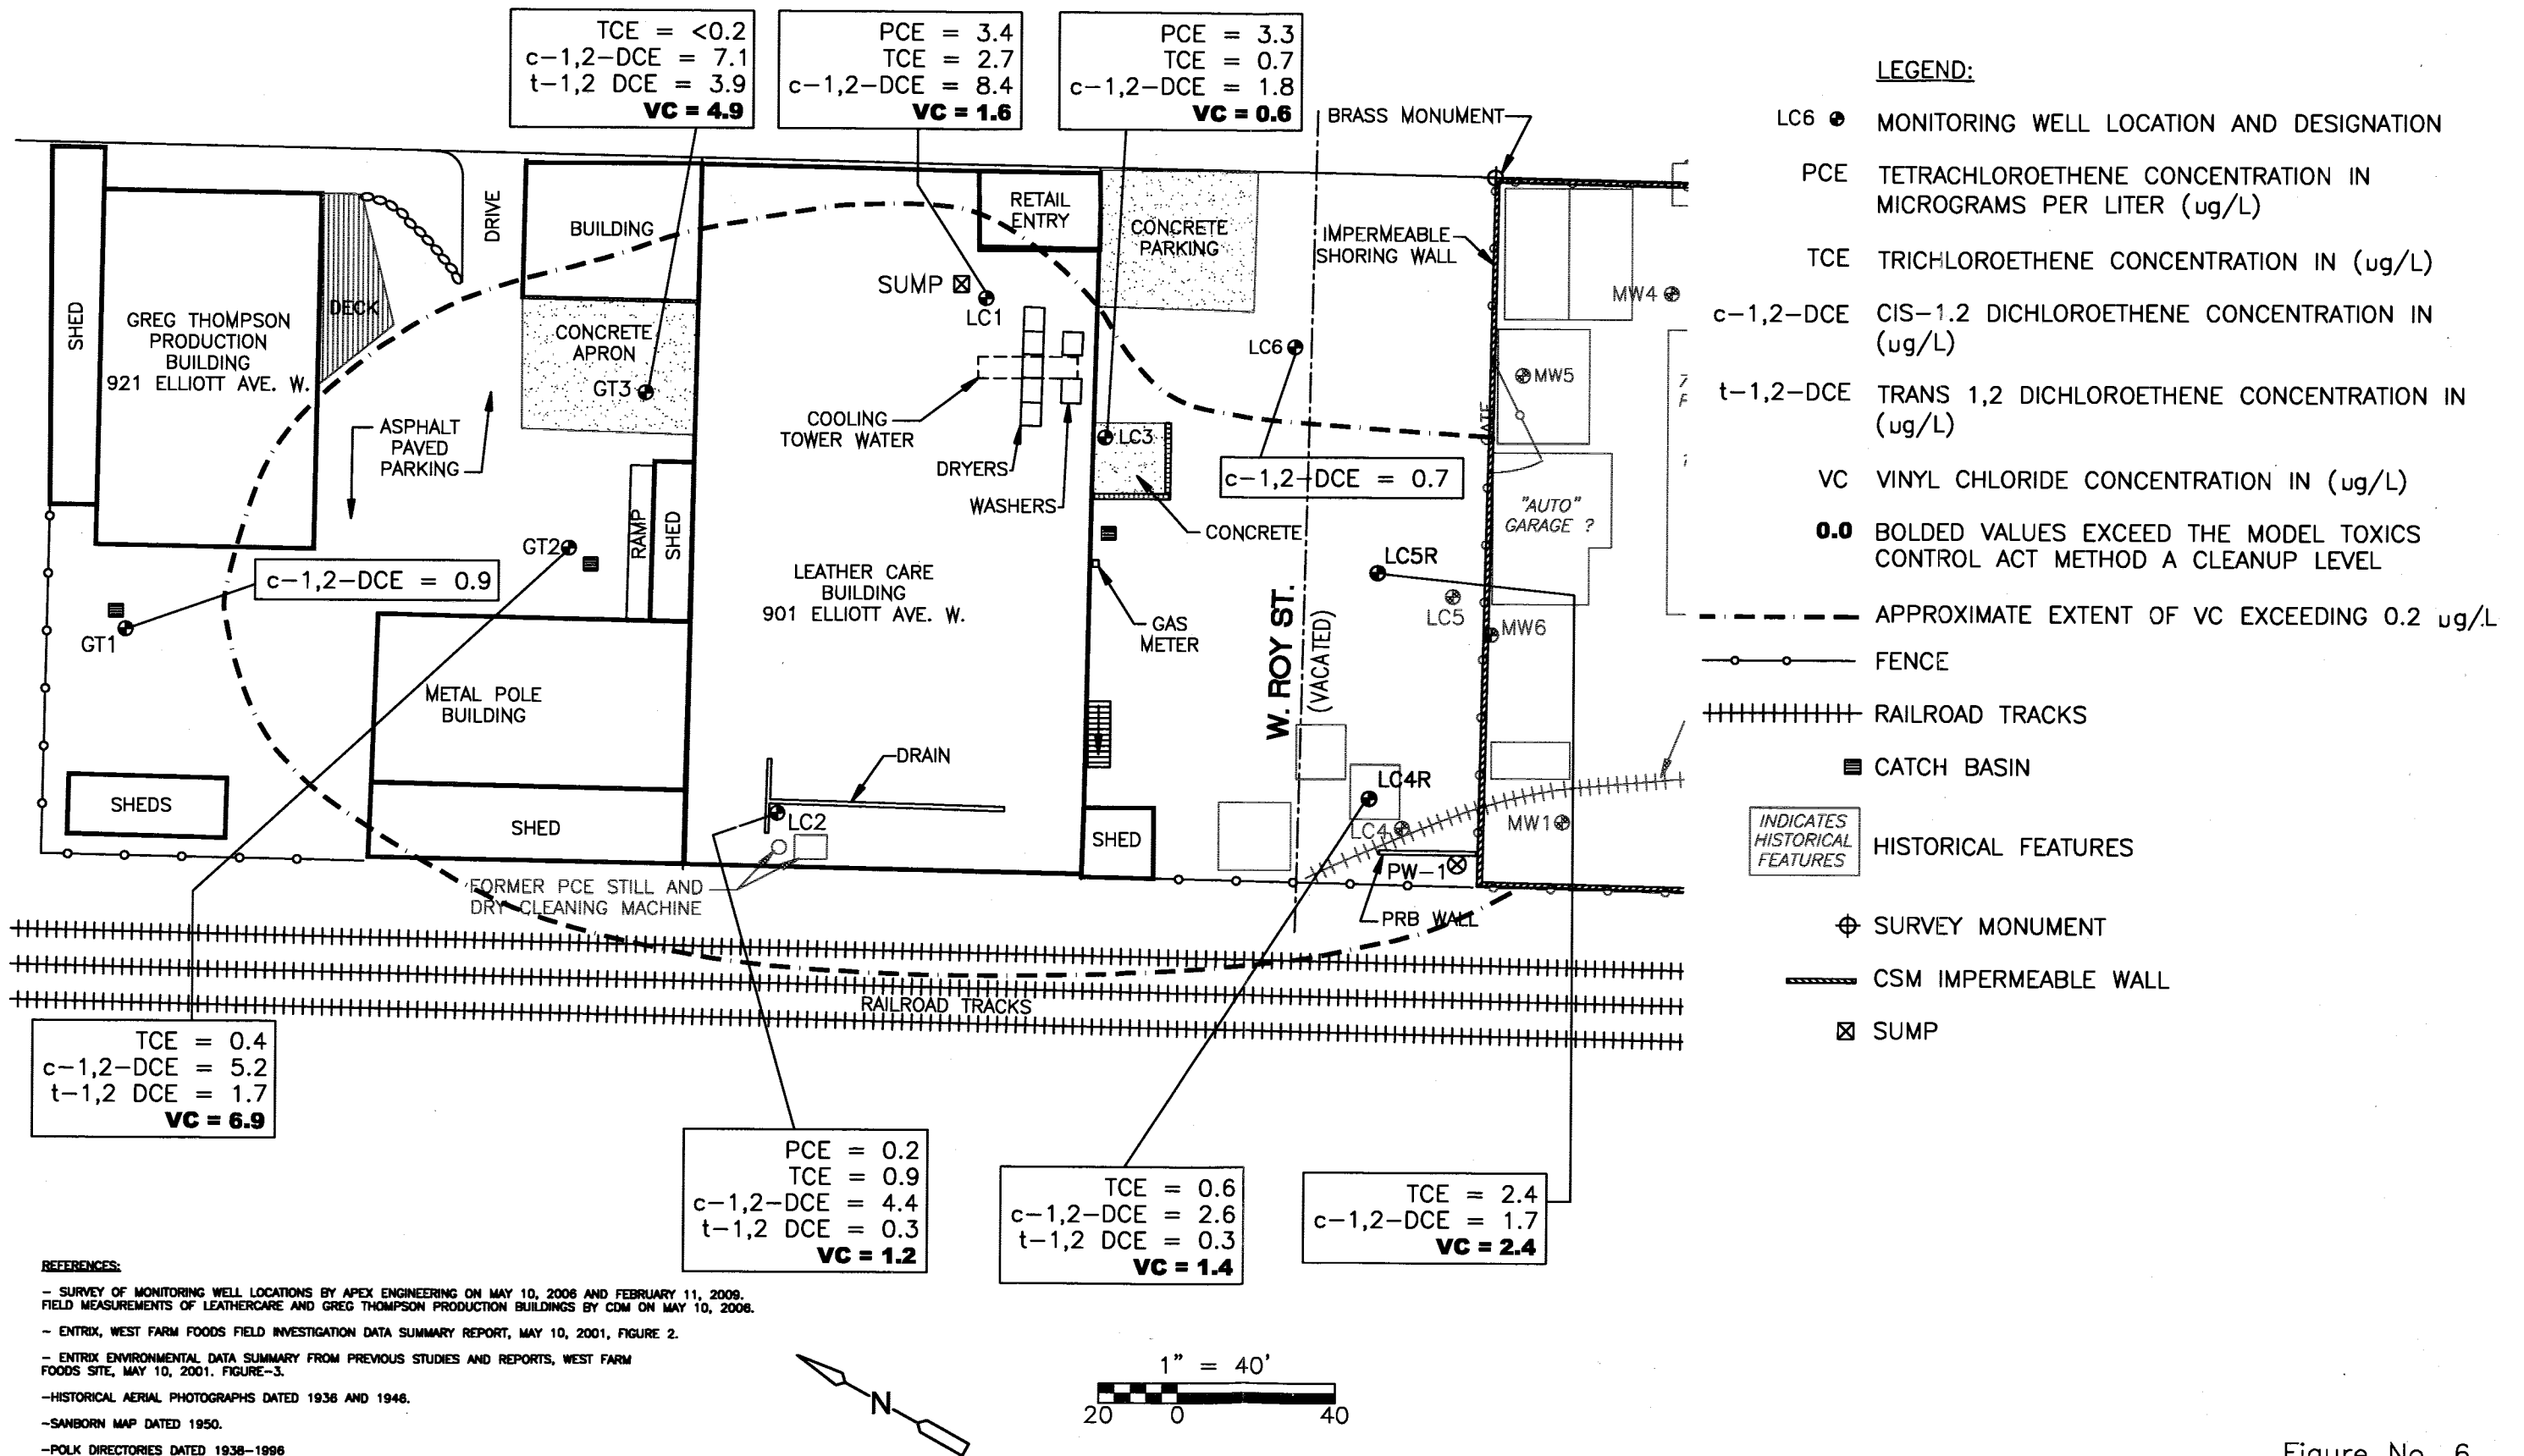 TCE = <0.2
c-1,2-DCE = 7.1
t-1,2 DCE = 3.9
VC = 4.9
PCE = 3.4
TCE = 2.7
c-1,2-DCE = 8.4
VC = 1.6
PCE = 3.3
TCE = 0.7
c-1,2-DCE = 1.8
VC = 0.6
BRASS MONUMENT
SHED
GREG THOMPSON
PRODUCTION
BUILDING
921 ELLIOTT AVE. W.
DECK
DRIVE
BUILDING
RETAIL
ENTRY
CONCRETE
PARKING
IMPERMEABLE
SHORING WALL
MW4
SUMP
LC1
CONCRETE
APRON
GT3
LC6
MW5
ASPHALT
PAVED
PARKING
COOLING
TOWER WATER
DRYERS
WASHERS
LC3
c-1,2-DCE = 0.7
CONCRETE
"AUTO"
GARAGE ?
RAMP
SHED
GT2
c-1,2-DCE = 0.9
GT1
LEATHER CARE
BUILDING
901 ELLIOTT AVE. W.
GAS
METER
LC5R
LC5
MW6
W. ROY ST.
(VACATED)
METAL POLE
BUILDING
DRAIN
SHEDS
SHED
LC2
SHED
LC4R
LC4
MW1
PW-1
PRB WALL
FORMER PCE STILL AND
DRY CLEANING MACHINE
RAILROAD TRACKS
TCE = 0.4
c-1,2-DCE = 5.2
t-1,2 DCE = 1.7
VC = 6.9
PCE = 0.2
TCE = 0.9
c-1,2-DCE = 4.4
t-1,2 DCE = 0.3
VC = 1.2
TCE = 0.6
c-1,2-DCE = 2.6
t-1,2 DCE = 0.3
VC = 1.4
TCE = 2.4
c-1,2-DCE = 1.7
VC = 2.4
LEGEND:
LC6 MONITORING WELL LOCATION AND DESIGNATION
PCE TETRACHLOROETHENE CONCENTRATION IN
MICROGRAMS PER LITER (ug/L)
TCE TRICHLOROETHENE CONCENTRATION IN (ug/L)
c-1,2-DCE CIS-1.2 DICHLOROETHENE CONCENTRATION IN
(ug/L)
t-1,2-DCE TRANS 1,2 DICHLOROETHENE CONCENTRATION IN
(ug/L)
VC VINYL CHLORIDE CONCENTRATION IN (ug/L)
0.0 BOLDED VALUES EXCEED THE MODEL TOXICS
CONTROL ACT METHOD A CLEANUP LEVEL
APPROXIMATE EXTENT OF VC EXCEEDING 0.2 ug/L
FENCE
RAILROAD TRACKS
CATCH BASIN
INDICATES
HISTORICAL
FEATURES
HISTORICAL FEATURES
SURVEY MONUMENT
CSM IMPERMEABLE WALL
SUMP
REFERENCES:
- SURVEY OF MONITORING WELL LOCATIONS BY APEX ENGINEERING ON MAY 10, 2006 AND FEBRUARY 11, 2009.
FIELD MEASUREMENTS OF LEATHERCARE AND GREG THOMPSON PRODUCTION BUILDINGS BY CDM ON MAY 10, 2006.
- ENTRIX, WEST FARM FOODS FIELD INVESTIGATION DATA SUMMARY REPORT, MAY 10, 2001, FIGURE 2.
- ENTRIX ENVIRONMENTAL DATA SUMMARY FROM PREVIOUS STUDIES AND REPORTS, WEST FARM
FOODS SITE, MAY 10, 2001. FIGURE-3.
-HISTORICAL AERIAL PHOTOGRAPHS DATED 1936 AND 1946.
-SANBORN MAP DATED 1950.
-POLK DIRECTORIES DATED 1938-1996
N
1" = 40'
20 0 40
Figure No. 6